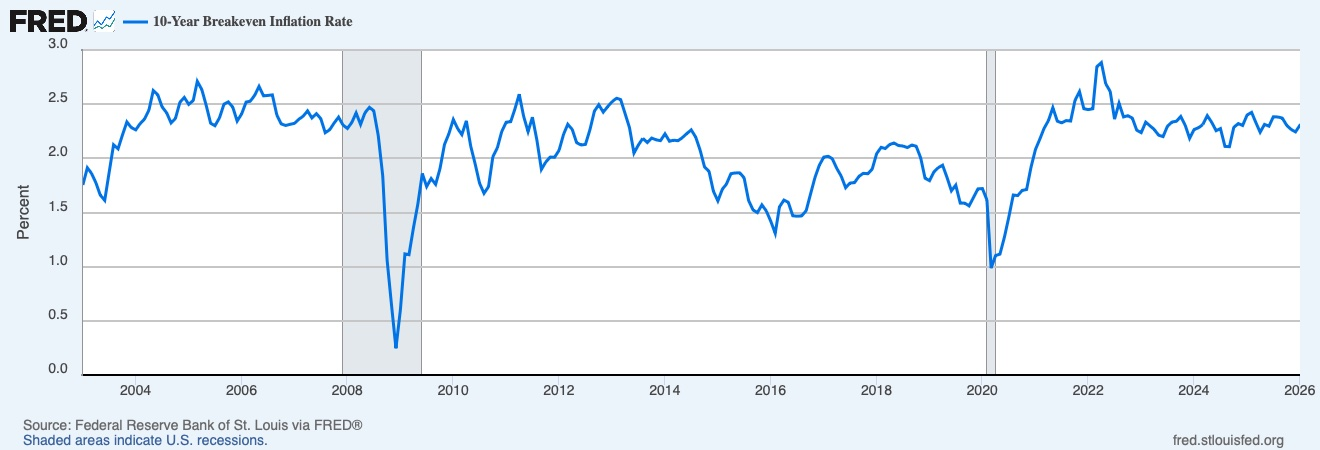 FRED 10-Year Breakeven Inflation Rate
3.0
2.5
2.0
1.5
1.0
0.5
0.0
Percent
2004 2006 2008 2010 2012 2014 2016 2018 2020 2022 2024 2026
Source: Federal Reserve Bank of St. Louis via FRED®
Shaded areas indicate U.S. recessions.
fred.stlouisfed.org